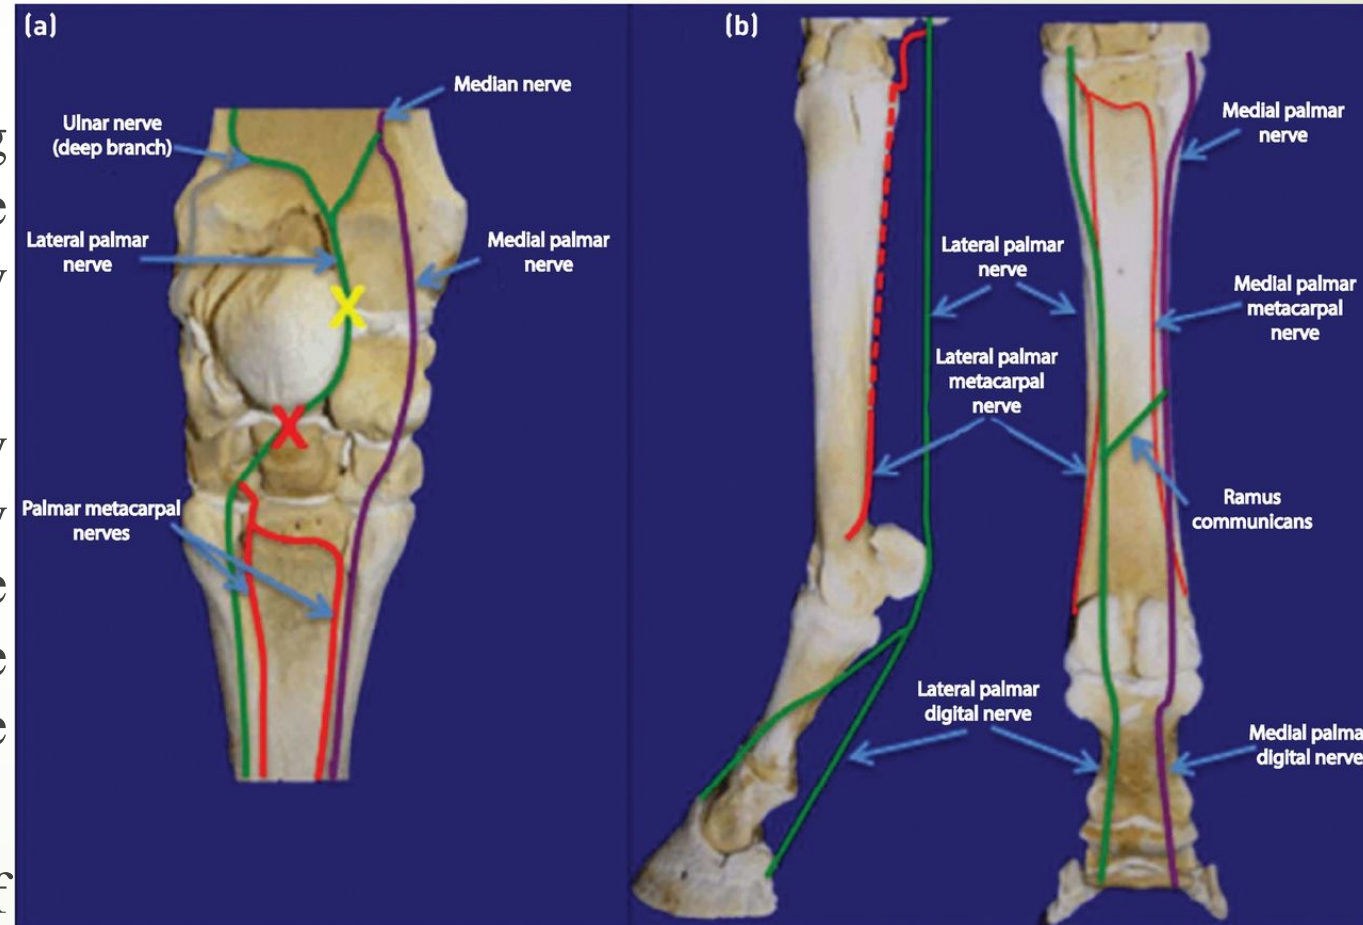 (a)
Median nerve
Ulnar nerve
(deep branch)
Lateral palmar
nerve
Medial palmar
nerve
X
X
Palmar metacarpal
nerves
(b)
Medial palmar
nerve
Lateral palmar
nerve
Medial palmar
metacarpal
nerve
Lateral palmar
metacarpal
nerve
Ramus
communicans
Lateral palmar
digital nerve
Medial palma
digital nerve